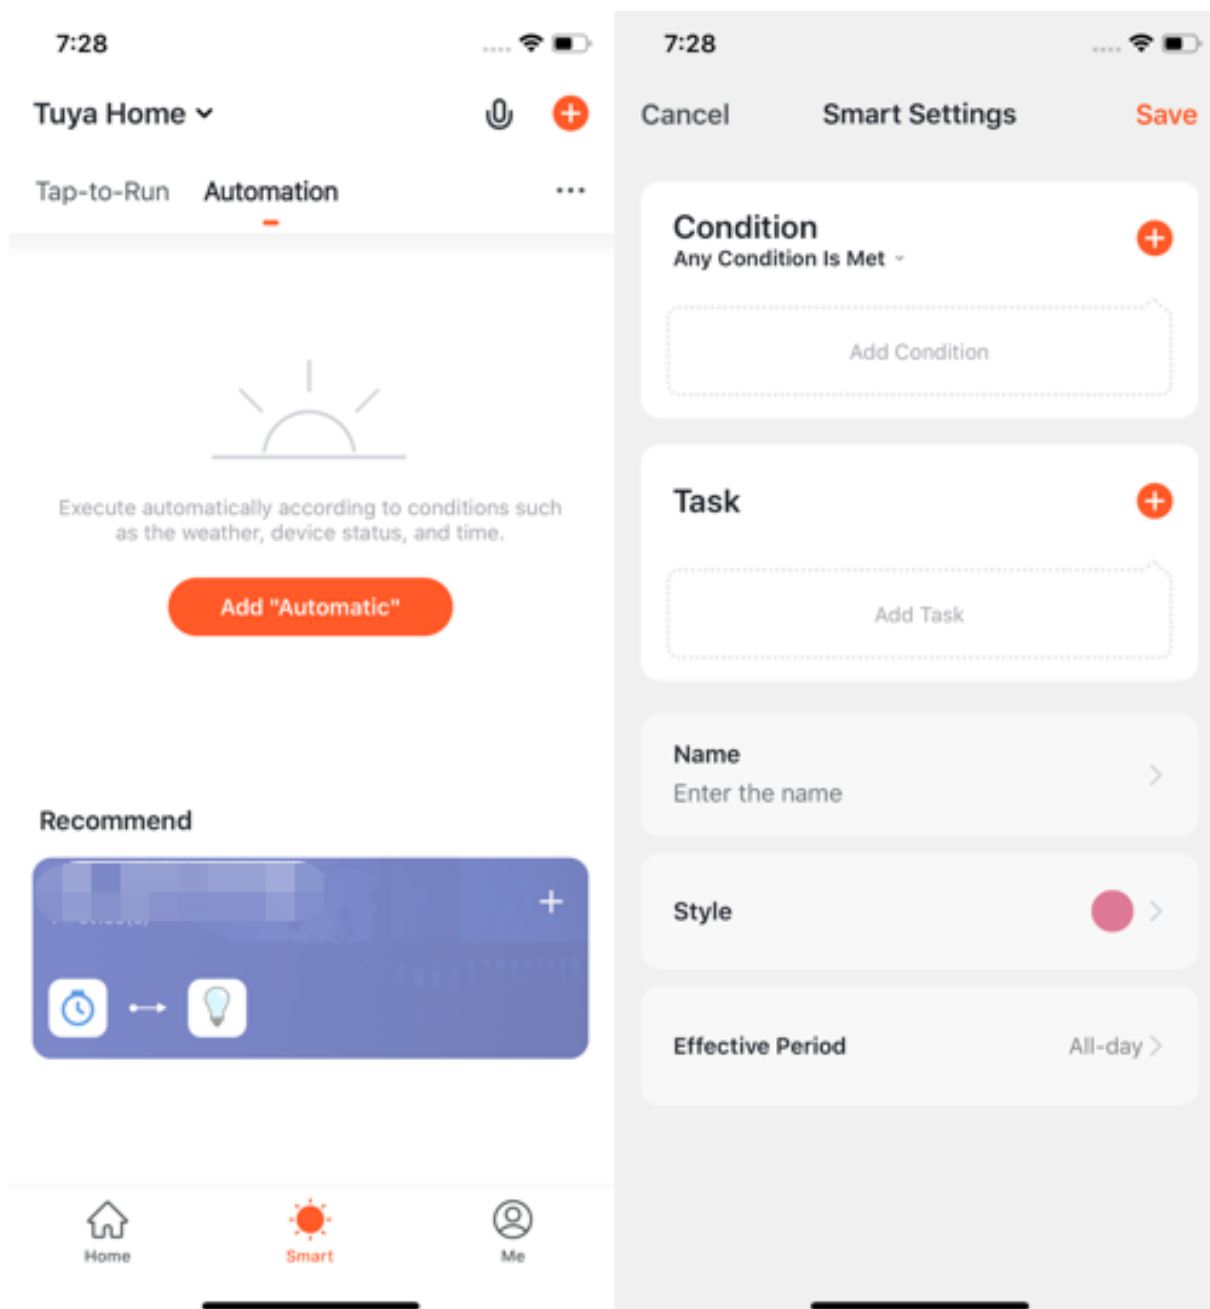 7:28
Tuya Home
Tap-to-Run Automation
Execute automatically according to conditions such
as the weather, device status, and time.
Add "Automatic"
Recommend
Home
Smart
Me
7:28
Cancel
Smart Settings
Save
Condition
Any Condition Is Met
Add Condition
Task
Add Task
Name
Enter the name
Style
Effective Period
All-day